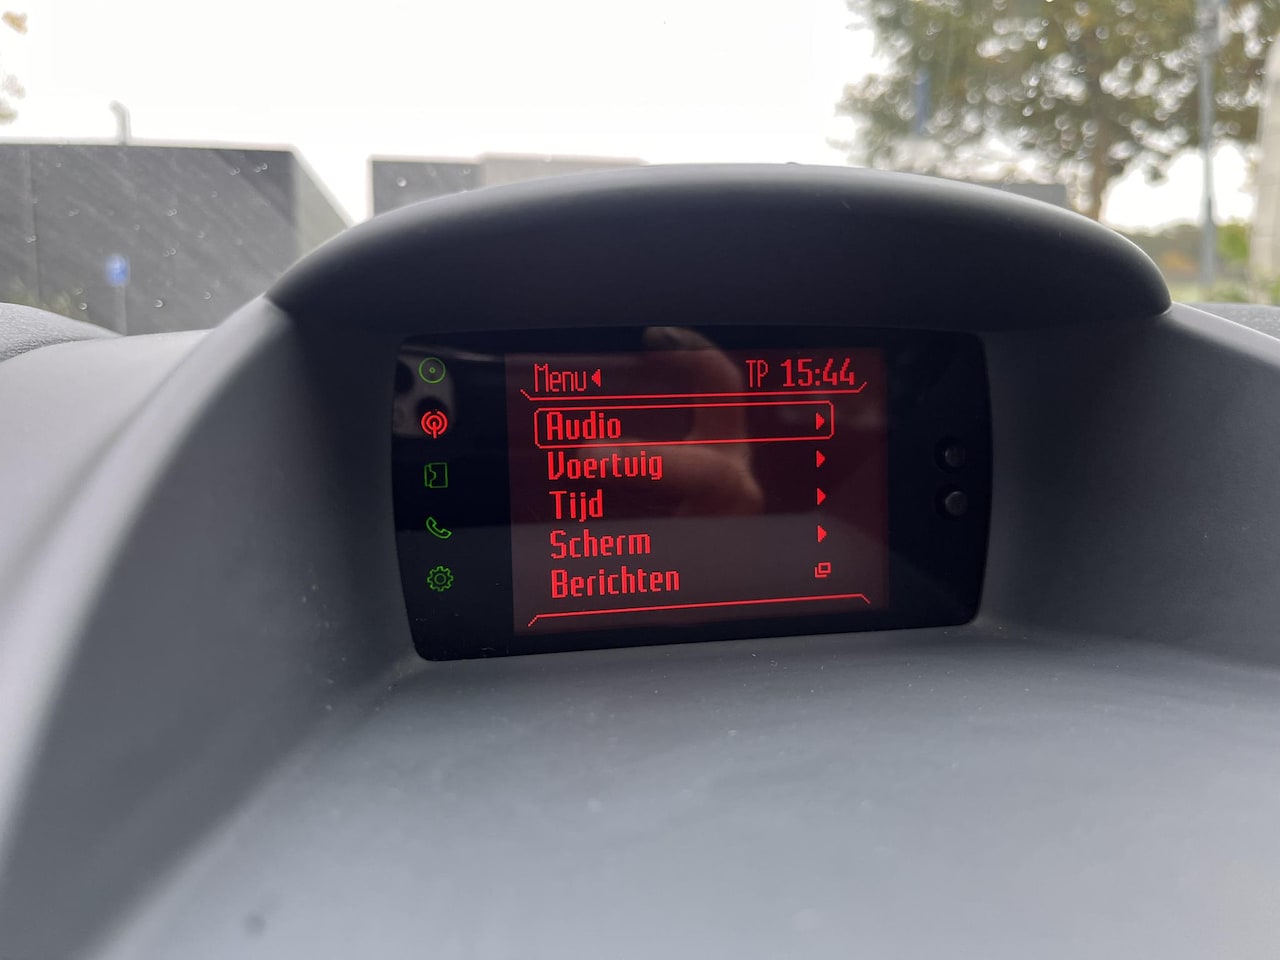 Menu
TP 15:44
Audio
Voertuig
Tijd
Scherm
Berichten